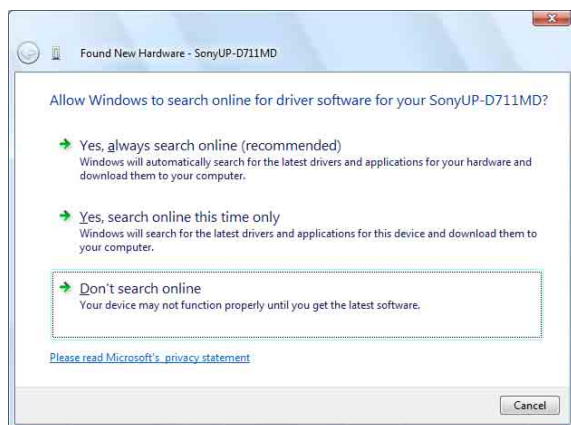 Found New Hardware - SonyUP-D711MD
Allow Windows to search online for driver software for your SonyUP-D711MD?
Yes, always search online (recommended)
Windows will automatically search for the latest drivers and applications for your hardware and
download them to your computer.
Yes, search online this time only
Windows will search for the latest drivers and applications for this device and download them to
your computer.
Don't search online
Your device may not function properly until you get the latest software.
Please read Microsoft's privacy statement
Cancel